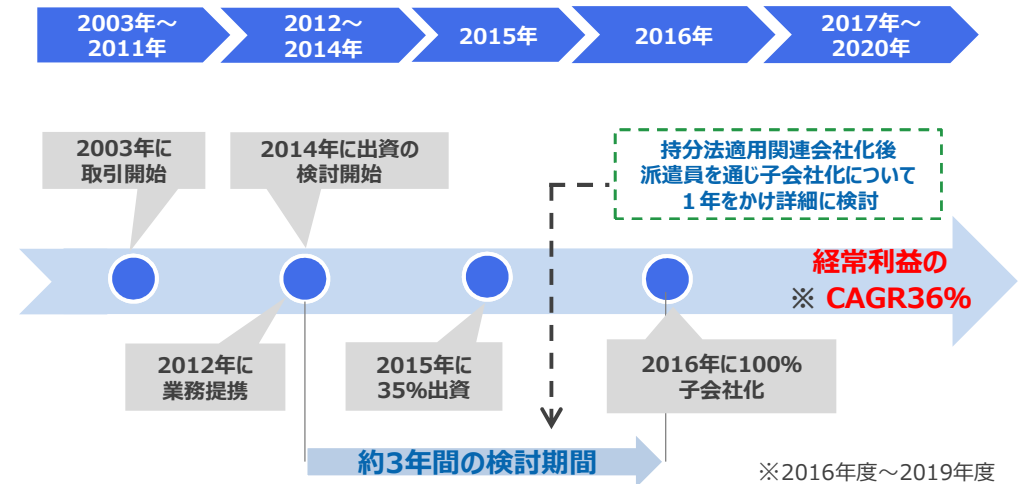 2003年～
2011年
2012～
2014年
2015年
2016年
2017年～
2020年
2003年に
取引開始
2014年に出資の
検討開始
持分法適用関連会社化後
派遣員を通じ子会社化について
１年をかけ詳細に検討
経常利益の
※ CAGR36%
2012年に
業務提携
2015年に
35%出資
2016年に100%
子会社化
約3年間の検討期間
※2016年度～2019年度